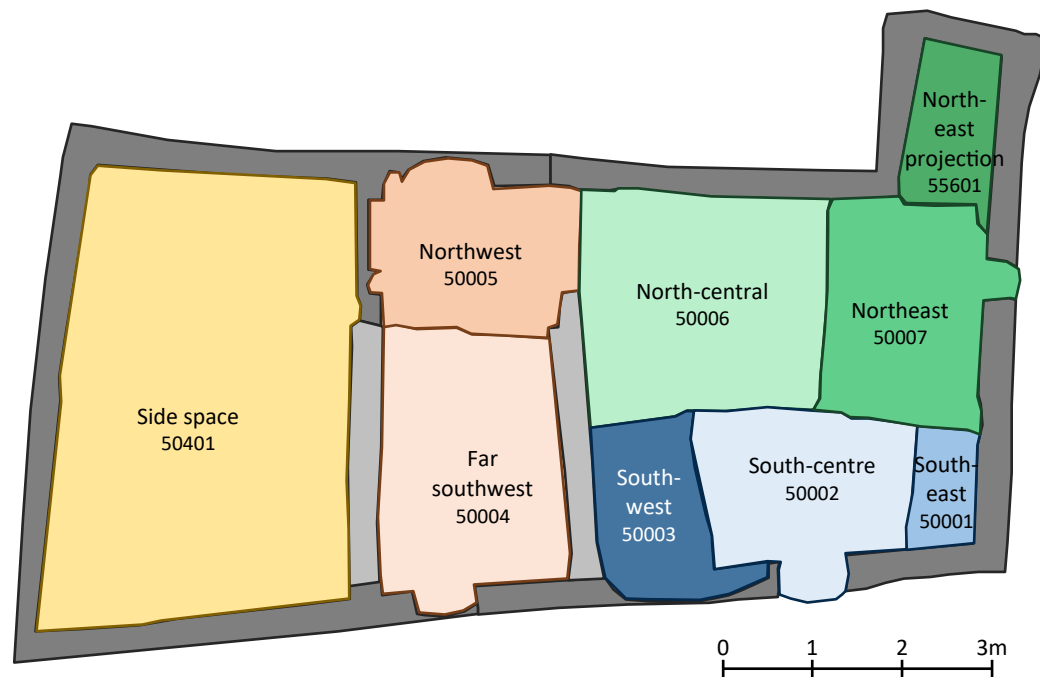 North-
east
projection
55601
Northwest
50005
North-central
50006
Northeast
50007
Side space
50401
Far
southwest
50004
South-
west
50003
South-centre
50002
South-
east
50001
0 1 2 3m